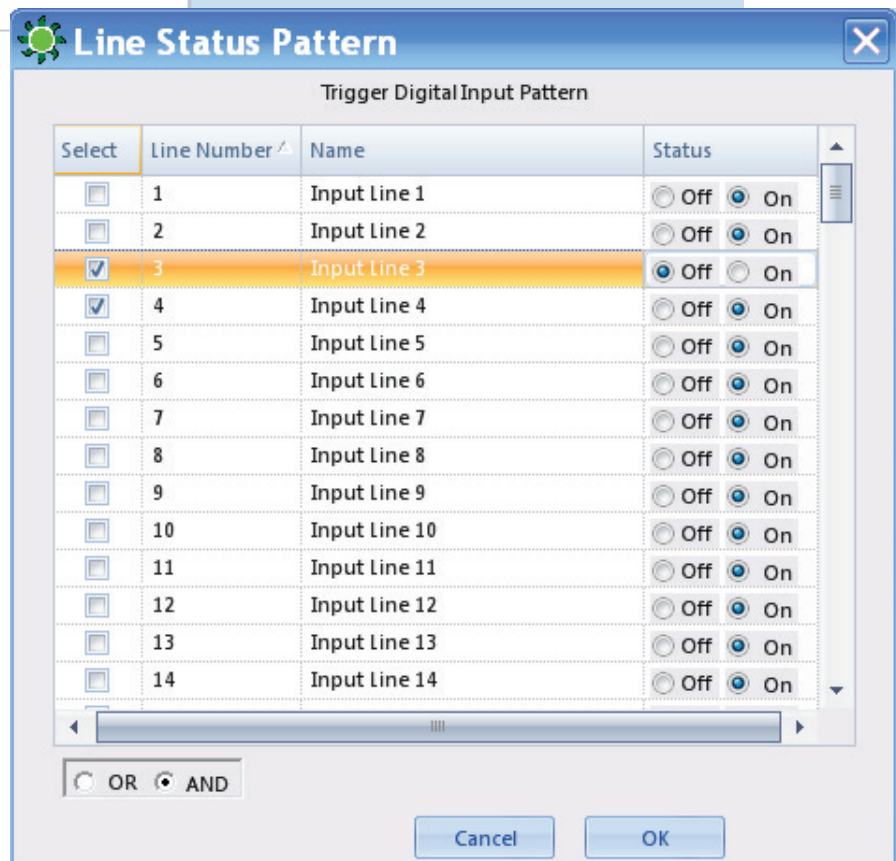 Line Status Pattern
Trigger Digital Input Pattern
Select Line Number Name Status
1 Input Line 1 Off On
2 Input Line 2 Off On
3 Input Line 3 Off On
4 Input Line 4 Off On
5 Input Line 5 Off On
6 Input Line 6 Off On
7 Input Line 7 Off On
8 Input Line 8 Off On
9 Input Line 9 Off On
10 Input Line 10 Off On
11 Input Line 11 Off On
12 Input Line 12 Off On
13 Input Line 13 Off On
14 Input Line 14 Off On
OR AND
Cancel OK